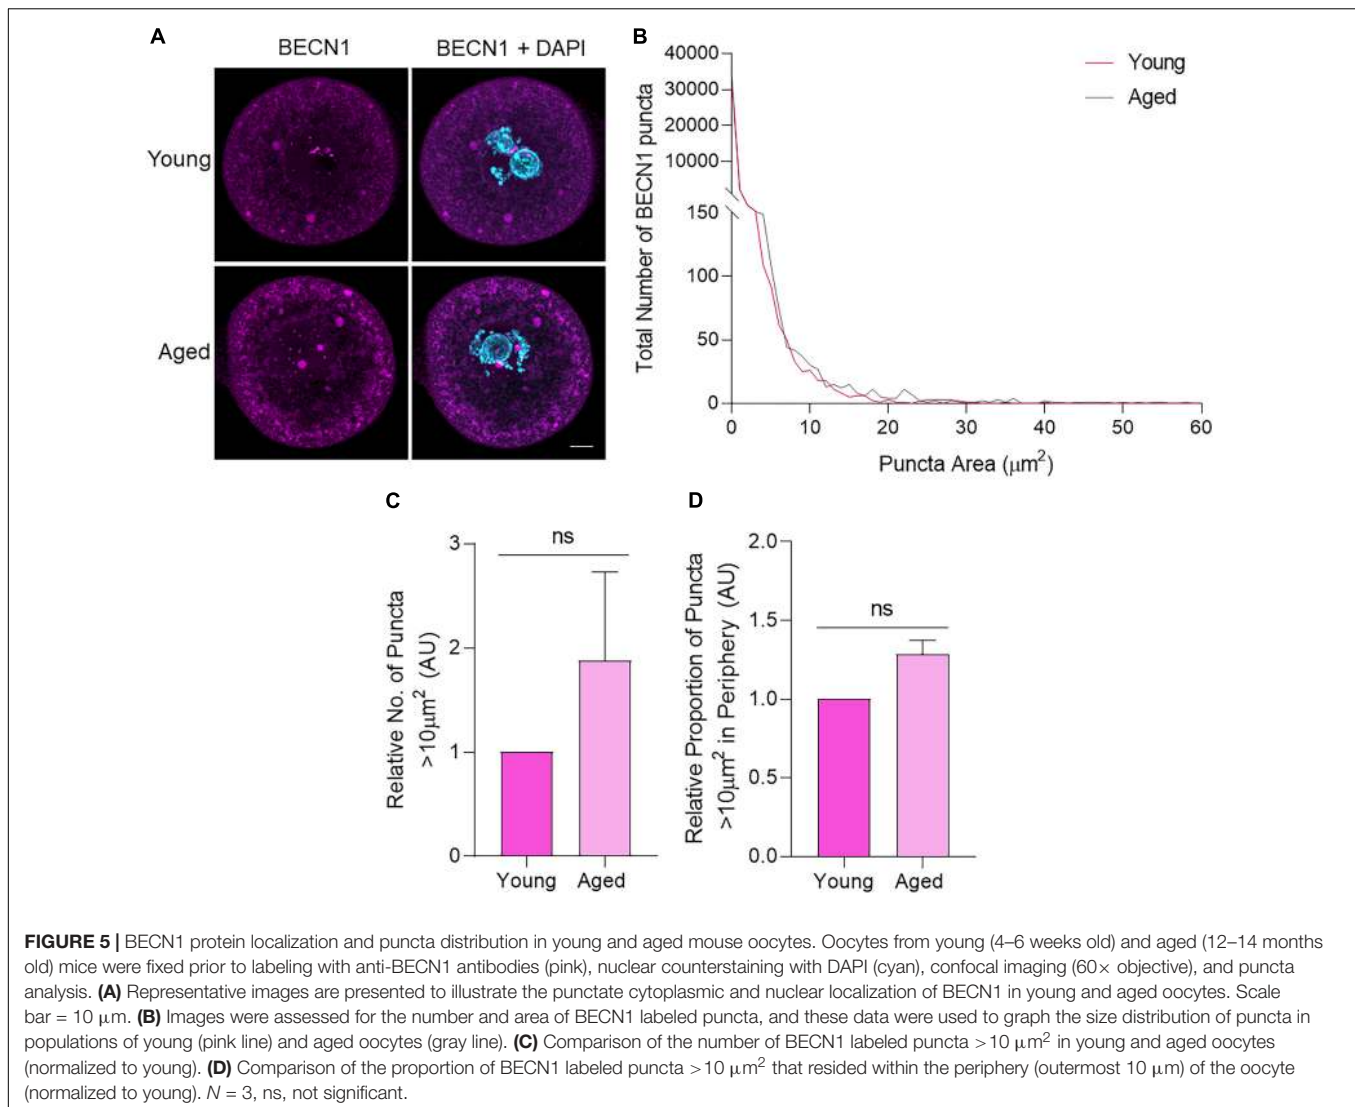 A
BECN1
BECN1 + DAPI
Young
Aged
B
Total Number of BECN1 puncta
40000
30000
20000
10000
150
100
50
0
0 10 20 30 40 50 60
Puncta Area (μm²)
Young
Aged
C
Relative No. of Puncta
>10μm² (AU)
3
2
1
0
ns
Young Aged
D
Relative Proportion of Puncta
>10μm² in Periphery (AU)
2.0
1.5
1.0
0.5
0.0
ns
Young Aged
FIGURE 5 | BECN1 protein localization and puncta distribution in young and aged mouse oocytes. Oocytes from young (4–6 weeks old) and aged (12–14 months
old) mice were fixed prior to labeling with anti-BECN1 antibodies (pink), nuclear counterstaining with DAPI (cyan), confocal imaging (60× objective), and puncta
analysis. (A) Representative images are presented to illustrate the punctate cytoplasmic and nuclear localization of BECN1 in young and aged oocytes. Scale
bar = 10 μm. (B) Images were assessed for the number and area of BECN1 labeled puncta, and these data were used to graph the size distribution of puncta in
populations of young (pink line) and aged oocytes (gray line). (C) Comparison of the number of BECN1 labeled puncta >10 μm² in young and aged oocytes
(normalized to young). (D) Comparison of the proportion of BECN1 labeled puncta >10 μm² that resided within the periphery (outermost 10 μm) of the oocyte
(normalized to young). N = 3, ns, not significant.